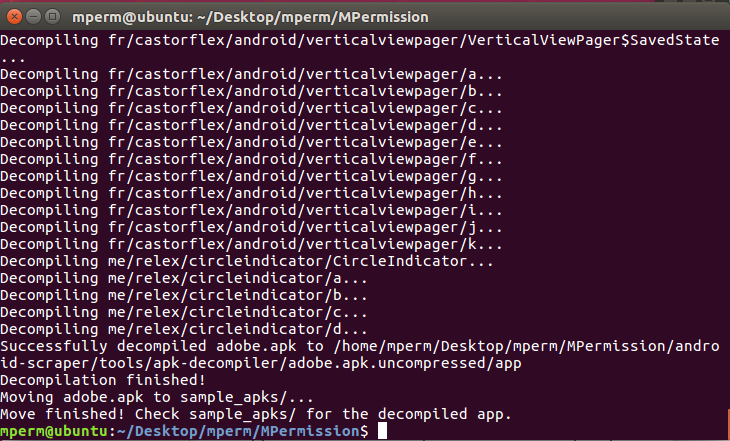 mperm@ubuntu: ~/Desktop/mperm/MPermission
Decompiling fr/castorflex/android/verticalviewpager/VerticalViewPager$SavedState
...
Decompiling fr/castorflex/android/verticalviewpager/a...
Decompiling fr/castorflex/android/verticalviewpager/b...
Decompiling fr/castorflex/android/verticalviewpager/c...
Decompiling fr/castorflex/android/verticalviewpager/d...
Decompiling fr/castorflex/android/verticalviewpager/e...
Decompiling fr/castorflex/android/verticalviewpager/f...
Decompiling fr/castorflex/android/verticalviewpager/g...
Decompiling fr/castorflex/android/verticalviewpager/h...
Decompiling fr/castorflex/android/verticalviewpager/i...
Decompiling fr/castorflex/android/verticalviewpager/j...
Decompiling fr/castorflex/android/verticalviewpager/k...
Decompiling me/relex/circleindicator/CircleIndicator...
Decompiling me/relex/circleindicator/a...
Decompiling me/relex/circleindicator/b...
Decompiling me/relex/circleindicator/c...
Decompiling me/relex/circleindicator/d...
Successfully decompiled adobe.apk to /home/mperm/Desktop/mperm/MPermission/andro
id-scraper/tools/apk-decompiler/adobe.apk.uncompressed/app
Decompilation finished!
Moving adobe.apk to sample_apks/...
Move finished! Check sample_apks/ for the decompiled app.
mperm@ubuntu:~/Desktop/mperm/MPermission$